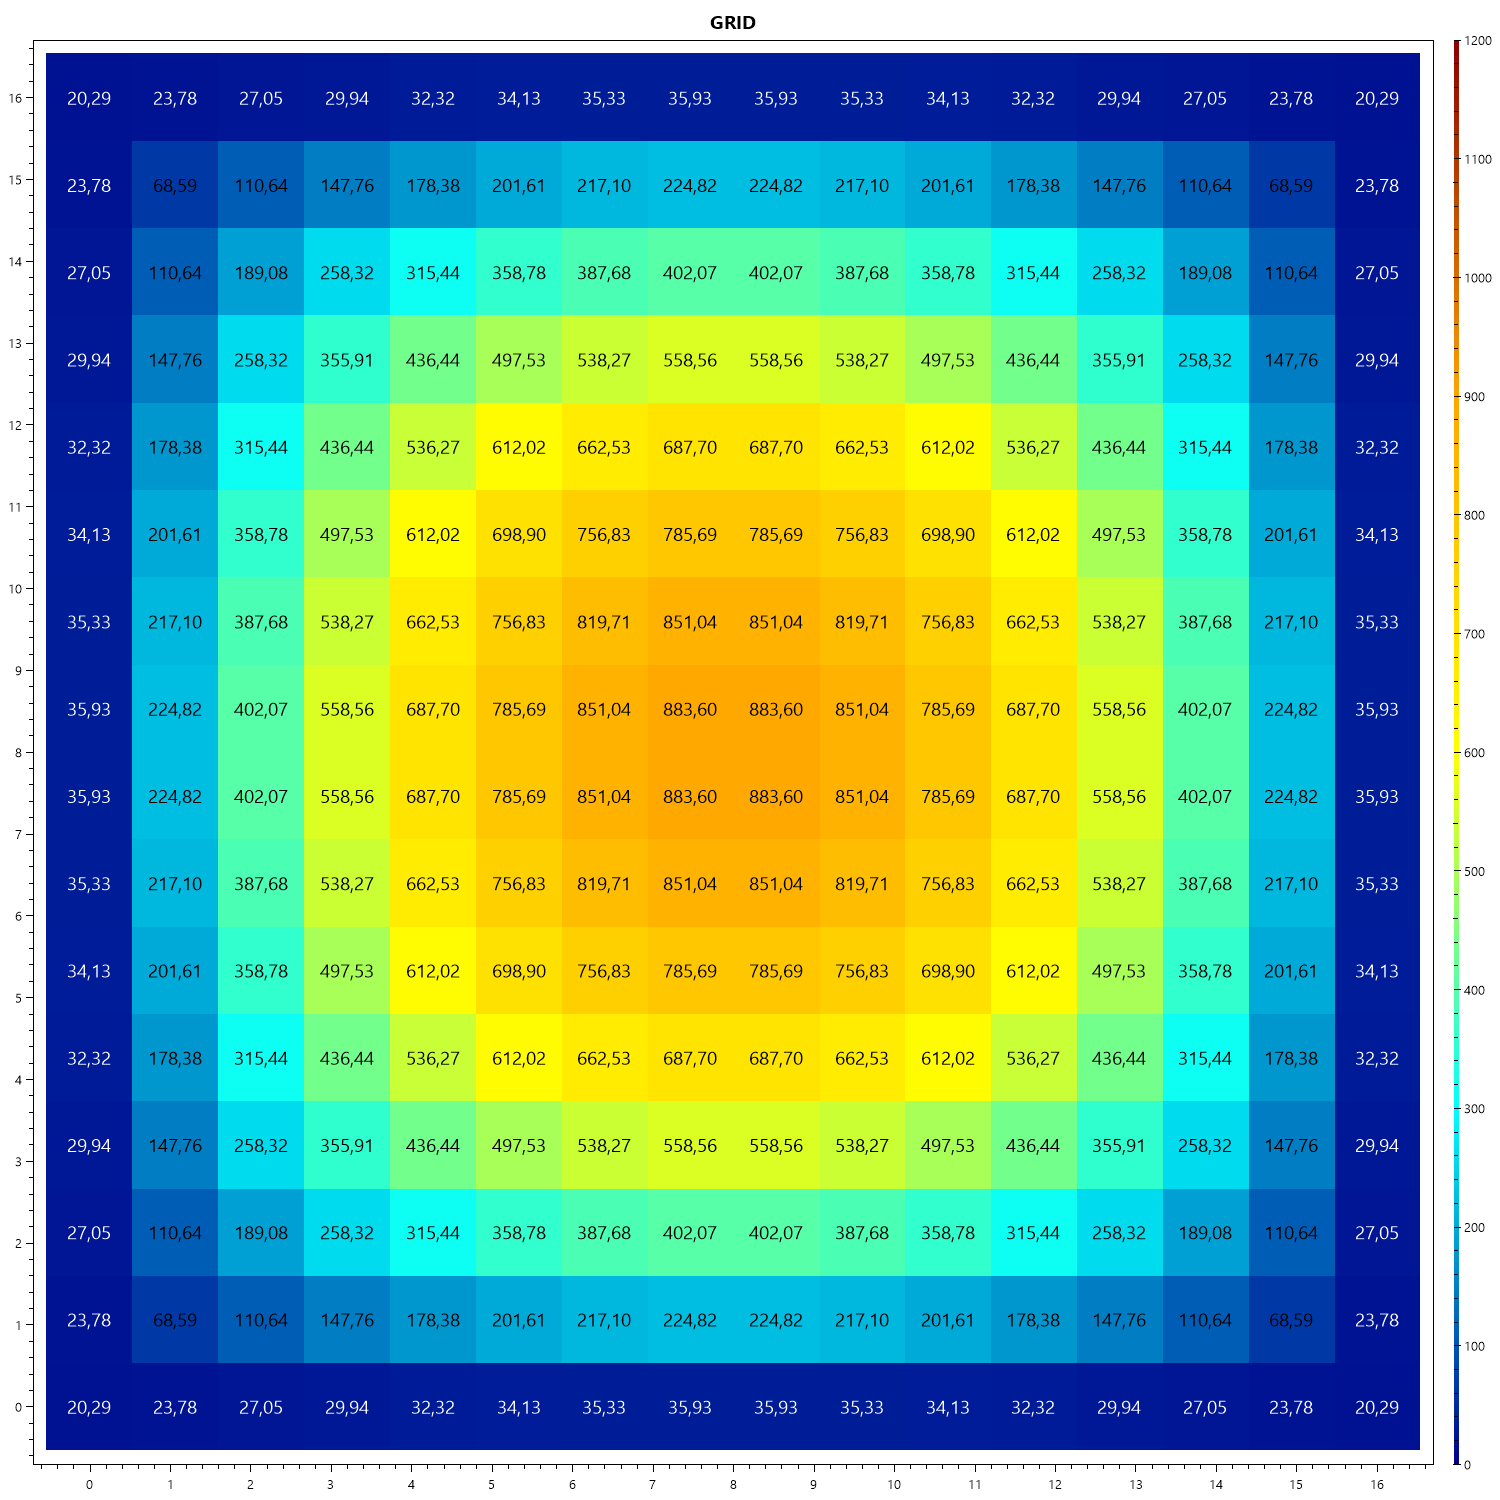 GRID
1200
16 20,29 23,78 27,05 29,94 32,32 34,13 35,33 35,93 35,93 35,33 34,13 32,32 29,94 27,05 23,78 20,29
1100
15 23,78 68,59 110,64 147,76 178,38 201,61 217,10 224,82 224,82 217,10 201,61 178,38 147,76 110,64 68,59 23,78
14 27,05 110,64 189,08 258,32 315,44 358,78 387,68 402,07 402,07 387,68 358,78 315,44 258,32 189,08 110,64 27,05
1000
13 29,94 147,76 258,32 355,91 436,44 497,53 538,27 558,56 558,56 538,27 497,53 436,44 355,91 258,32 147,76 29,94
900
12 32,32 178,38 315,44 436,44 536,27 612,02 662,53 687,70 687,70 662,53 612,02 536,27 436,44 315,44 178,38 32,32
11
800
34,13 201,61 358,78 497,53 612,02 698,90 756,83 785,69 785,69 756,83 698,90 612,02 497,53 358,78 201,61 34,13
10
35,33 217,10 387,68 538,27 662,53 756,83 819,71 851,04 851,04 819,71 756,83 662,53 538,27 387,68 217,10 35,33
700
9
35,93 224,82 402,07 558,56 687,70 785,69 851,04 883,60 883,60 851,04 785,69 687,70 558,56 402,07 224,82 35,93
8
600
35,93 224,82 402,07 558,56 687,70 785,69 851,04 883,60 883,60 851,04 785,69 687,70 558,56 402,07 224,82 35,93
7
500
35,33 217,10 387,68 538,27 662,53 756,83 819,71 851,04 851,04 819,71 756,83 662,53 538,27 387,68 217,10 35,33
6
34,13 201,61 358,78 497,53 612,02 698,90 756,83 785,69 785,69 756,83 698,90 612,02 497,53 358,78 201,61 34,13
400
5
32,32 178,38 315,44 436,44 536,27 612,02 662,53 687,70 687,70 662,53 612,02 536,27 436,44 315,44 178,38 32,32
4
300
29,94 147,76 258,32 355,91 436,44 497,53 538,27 558,56 558,56 538,27 497,53 436,44 355,91 258,32 147,76 29,94
3
200
2 27,05 110,64 189,08 258,32 315,44 358,78 387,68 402,07 402,07 387,68 358,78 315,44 258,32 189,08 110,64 27,05
1 23,78 68,59 110,64 147,76 178,38 201,61 217,10 224,82 224,82 217,10 201,61 178,38 147,76 110,64 68,59 23,78
100
0 20,29 23,78 27,05 29,94 32,32 34,13 35,33 35,93 35,93 35,33 34,13 32,32 29,94 27,05 23,78 20,29
0
0 1 2 3 4 5 6 7 8 9 10 11 12 13 14 15 16